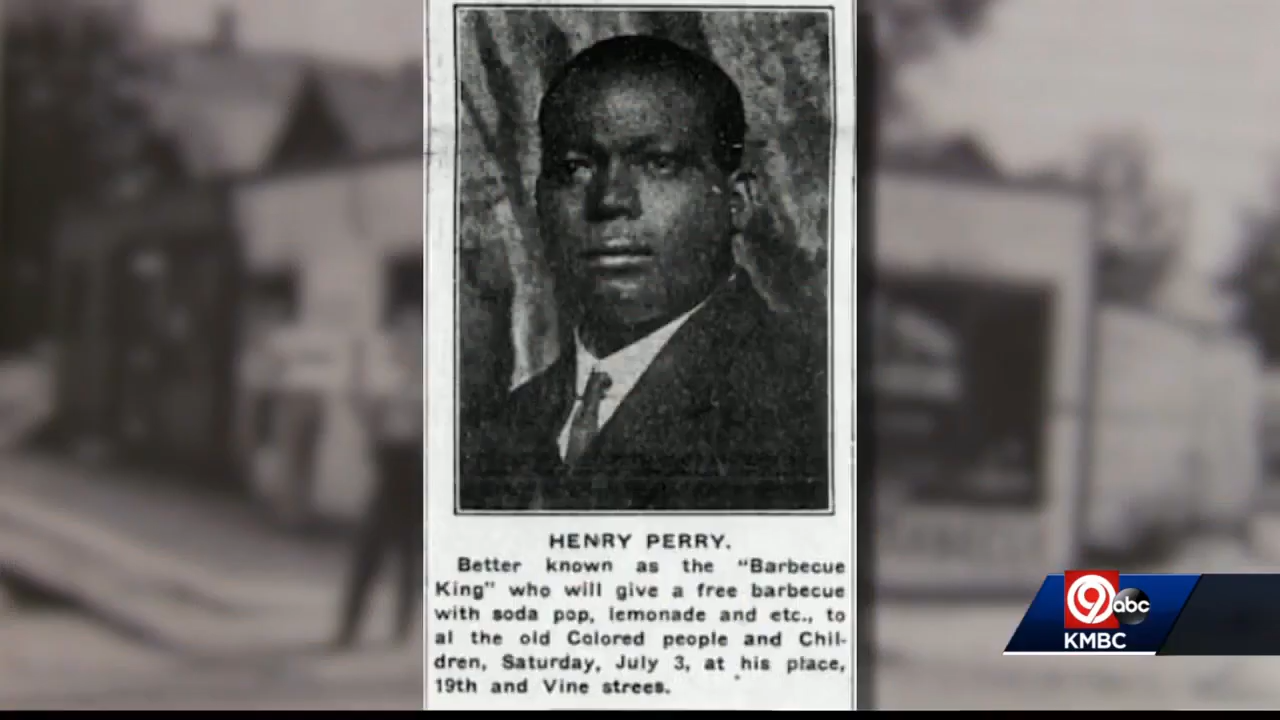 HENRY PERRY.
Better known as the "Barbecue
King" who will give a free barbecue
with soda pop, lemonade and etc., to
al the old Colored people and Chil-
dren, Saturday, July 3, at his place,
19th and Vine strees.
9 abc
KMBC